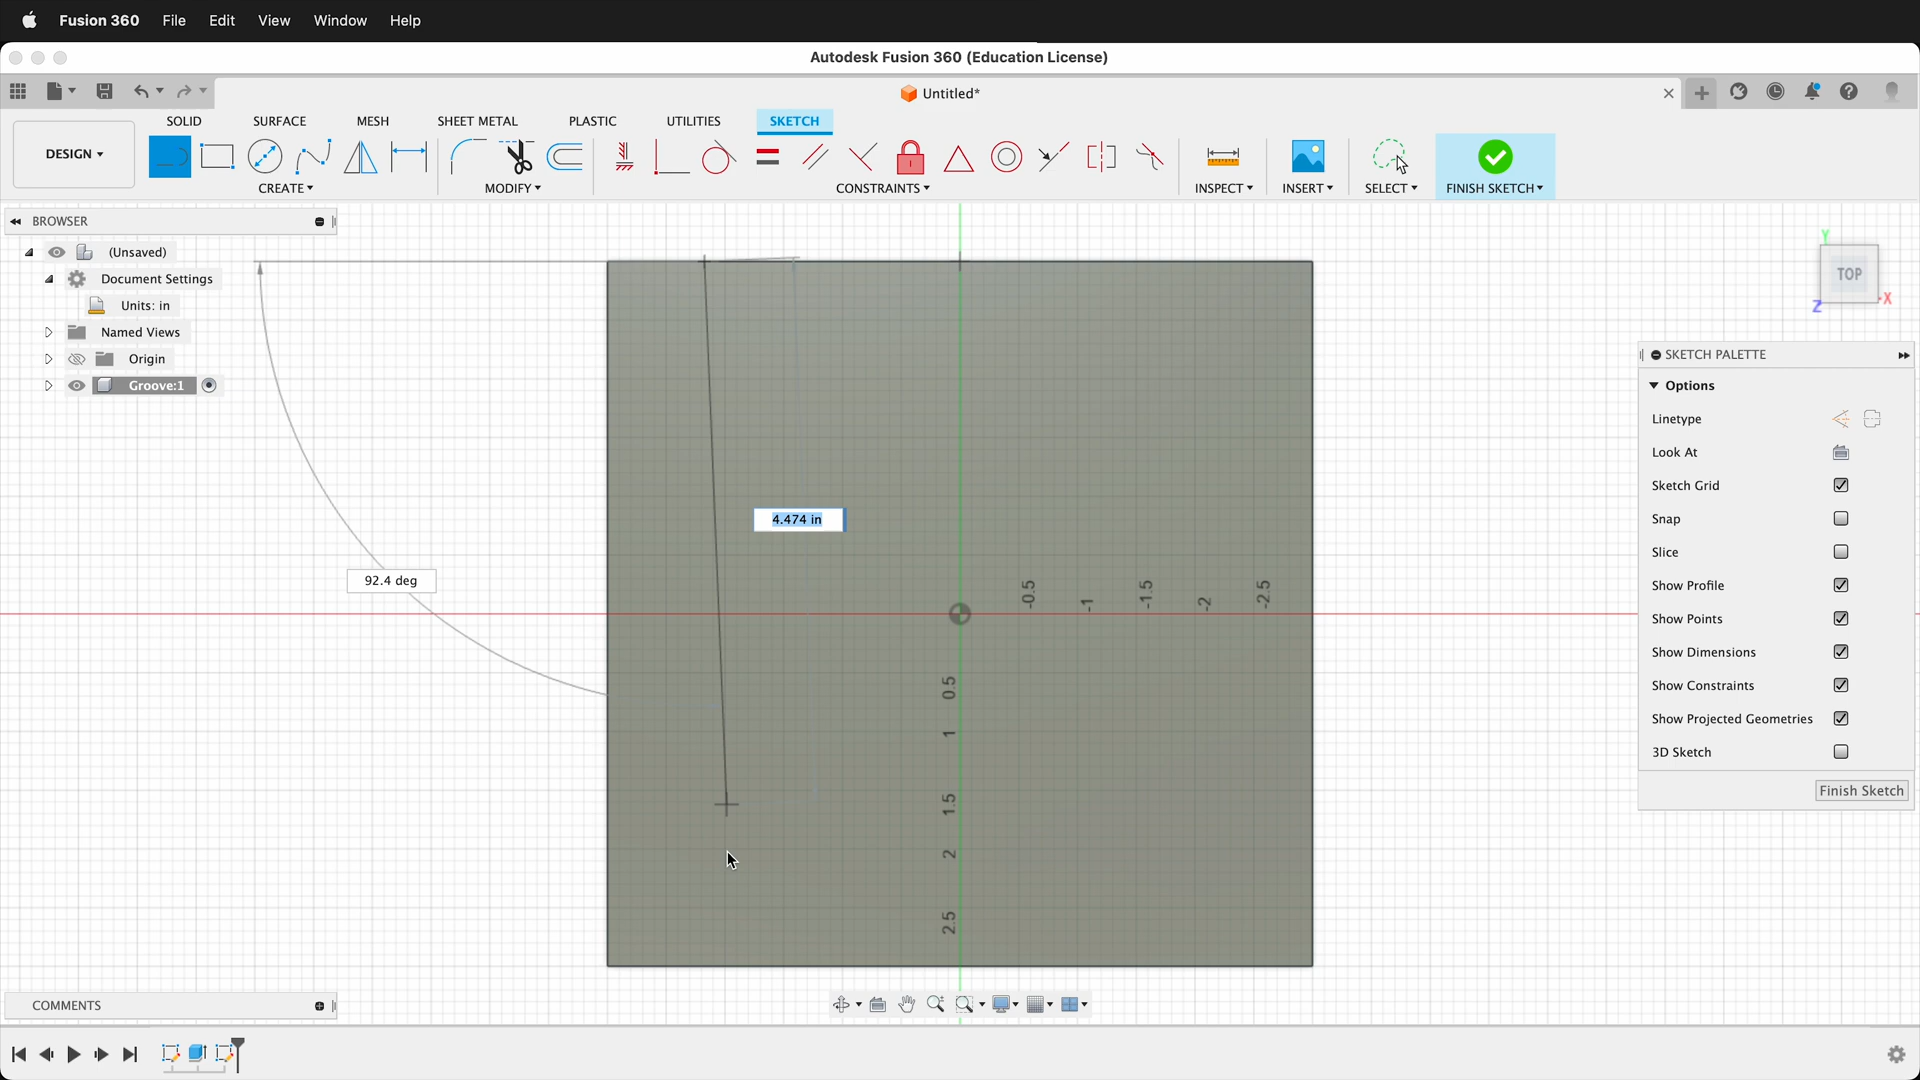 Fusion 360 File Edit View Window Help
Autodesk Fusion 360 (Education License)
Untitled*
SOLID SURFACE MESH SHEET METAL PLASTIC UTILITIES SKETCH
DESIGN
CREATE MODIFY CONSTRAINTS INSPECT INSERT SELECT FINISH SKETCH
BROWSER
(Unsaved)
Document Settings
Units: in
Named Views
Origin
Groove:1
TOP
Y
X
Z
4.474 in
92.4 deg
-0.5
-1
-1.5
-2
-2.5
0.5
1
1.5
2
2.5
SKETCH PALETTE
Options
Linetype
Look At
Sketch Grid
Snap
Slice
Show Profile
Show Points
Show Dimensions
Show Constraints
Show Projected Geometries
3D Sketch
Finish Sketch
COMMENTS